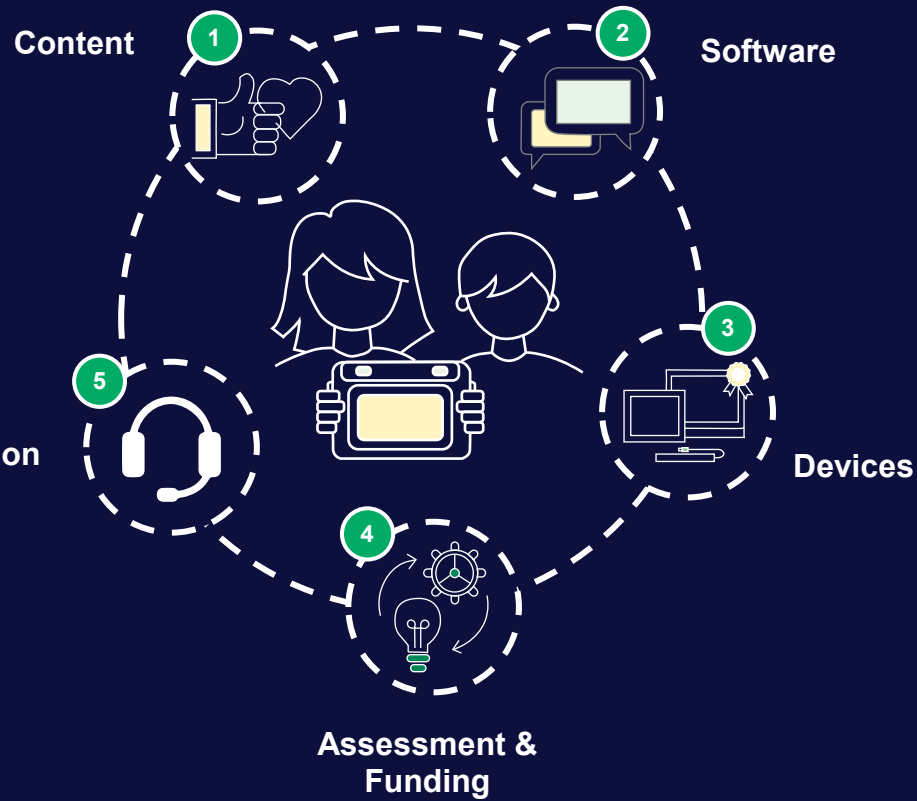 Content
1
2
Software
3
5
on
Devices
4
Assessment &
Funding